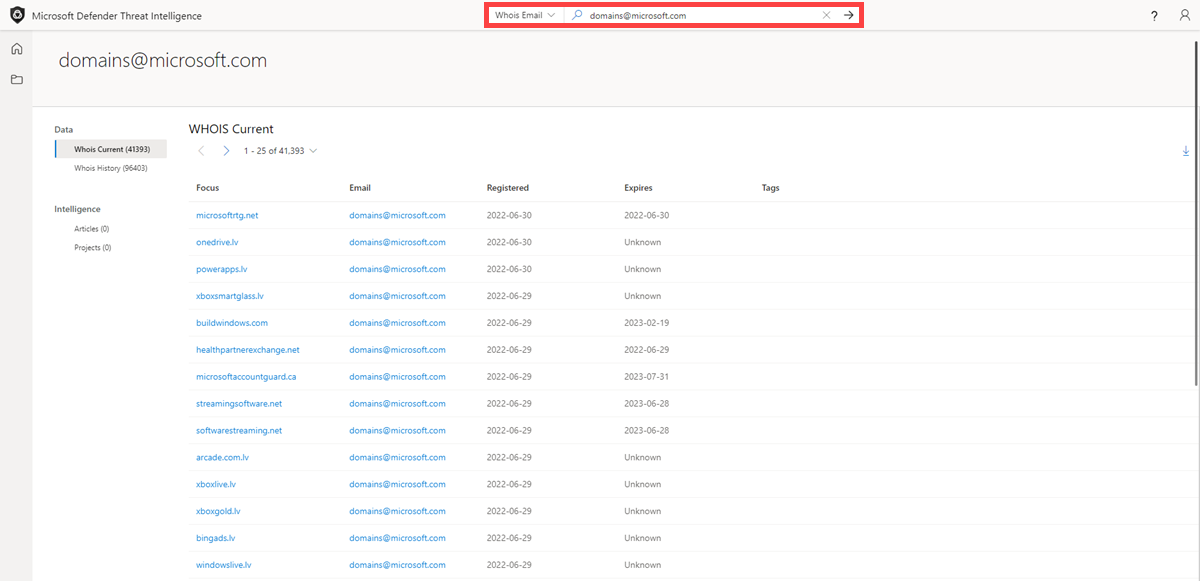 Microsoft Defender Threat Intelligence Whois Email domains@microsoft.com ?
domains@microsoft.com
Data
Whois Current (41393)
Whois History (96403)
Intelligence
Articles (0)
Projects (0)
WHOIS Current
1 - 25 of 41,393
Focus Email Registered Expires Tags
microsoftrtg.net domains@microsoft.com 2022-06-30 2022-06-30
onedrive.lv domains@microsoft.com 2022-06-30 Unknown
powerapps.lv domains@microsoft.com 2022-06-30 Unknown
xboxsmartglass.lv domains@microsoft.com 2022-06-29 Unknown
buildwindows.com domains@microsoft.com 2022-06-29 2023-02-19
healthpartnerexchange.net domains@microsoft.com 2022-06-29 2022-06-29
microsoftaccountguard.ca domains@microsoft.com 2022-06-29 2023-07-31
streamingsoftware.net domains@microsoft.com 2022-06-29 2023-06-28
softwarestreaming.net domains@microsoft.com 2022-06-29 2023-06-28
arcade.com.lv domains@microsoft.com 2022-06-29 Unknown
xboxlive.lv domains@microsoft.com 2022-06-29 Unknown
xboxgold.lv domains@microsoft.com 2022-06-29 Unknown
bingads.lv domains@microsoft.com 2022-06-29 Unknown
windowslive.lv domains@microsoft.com 2022-06-29 Unknown